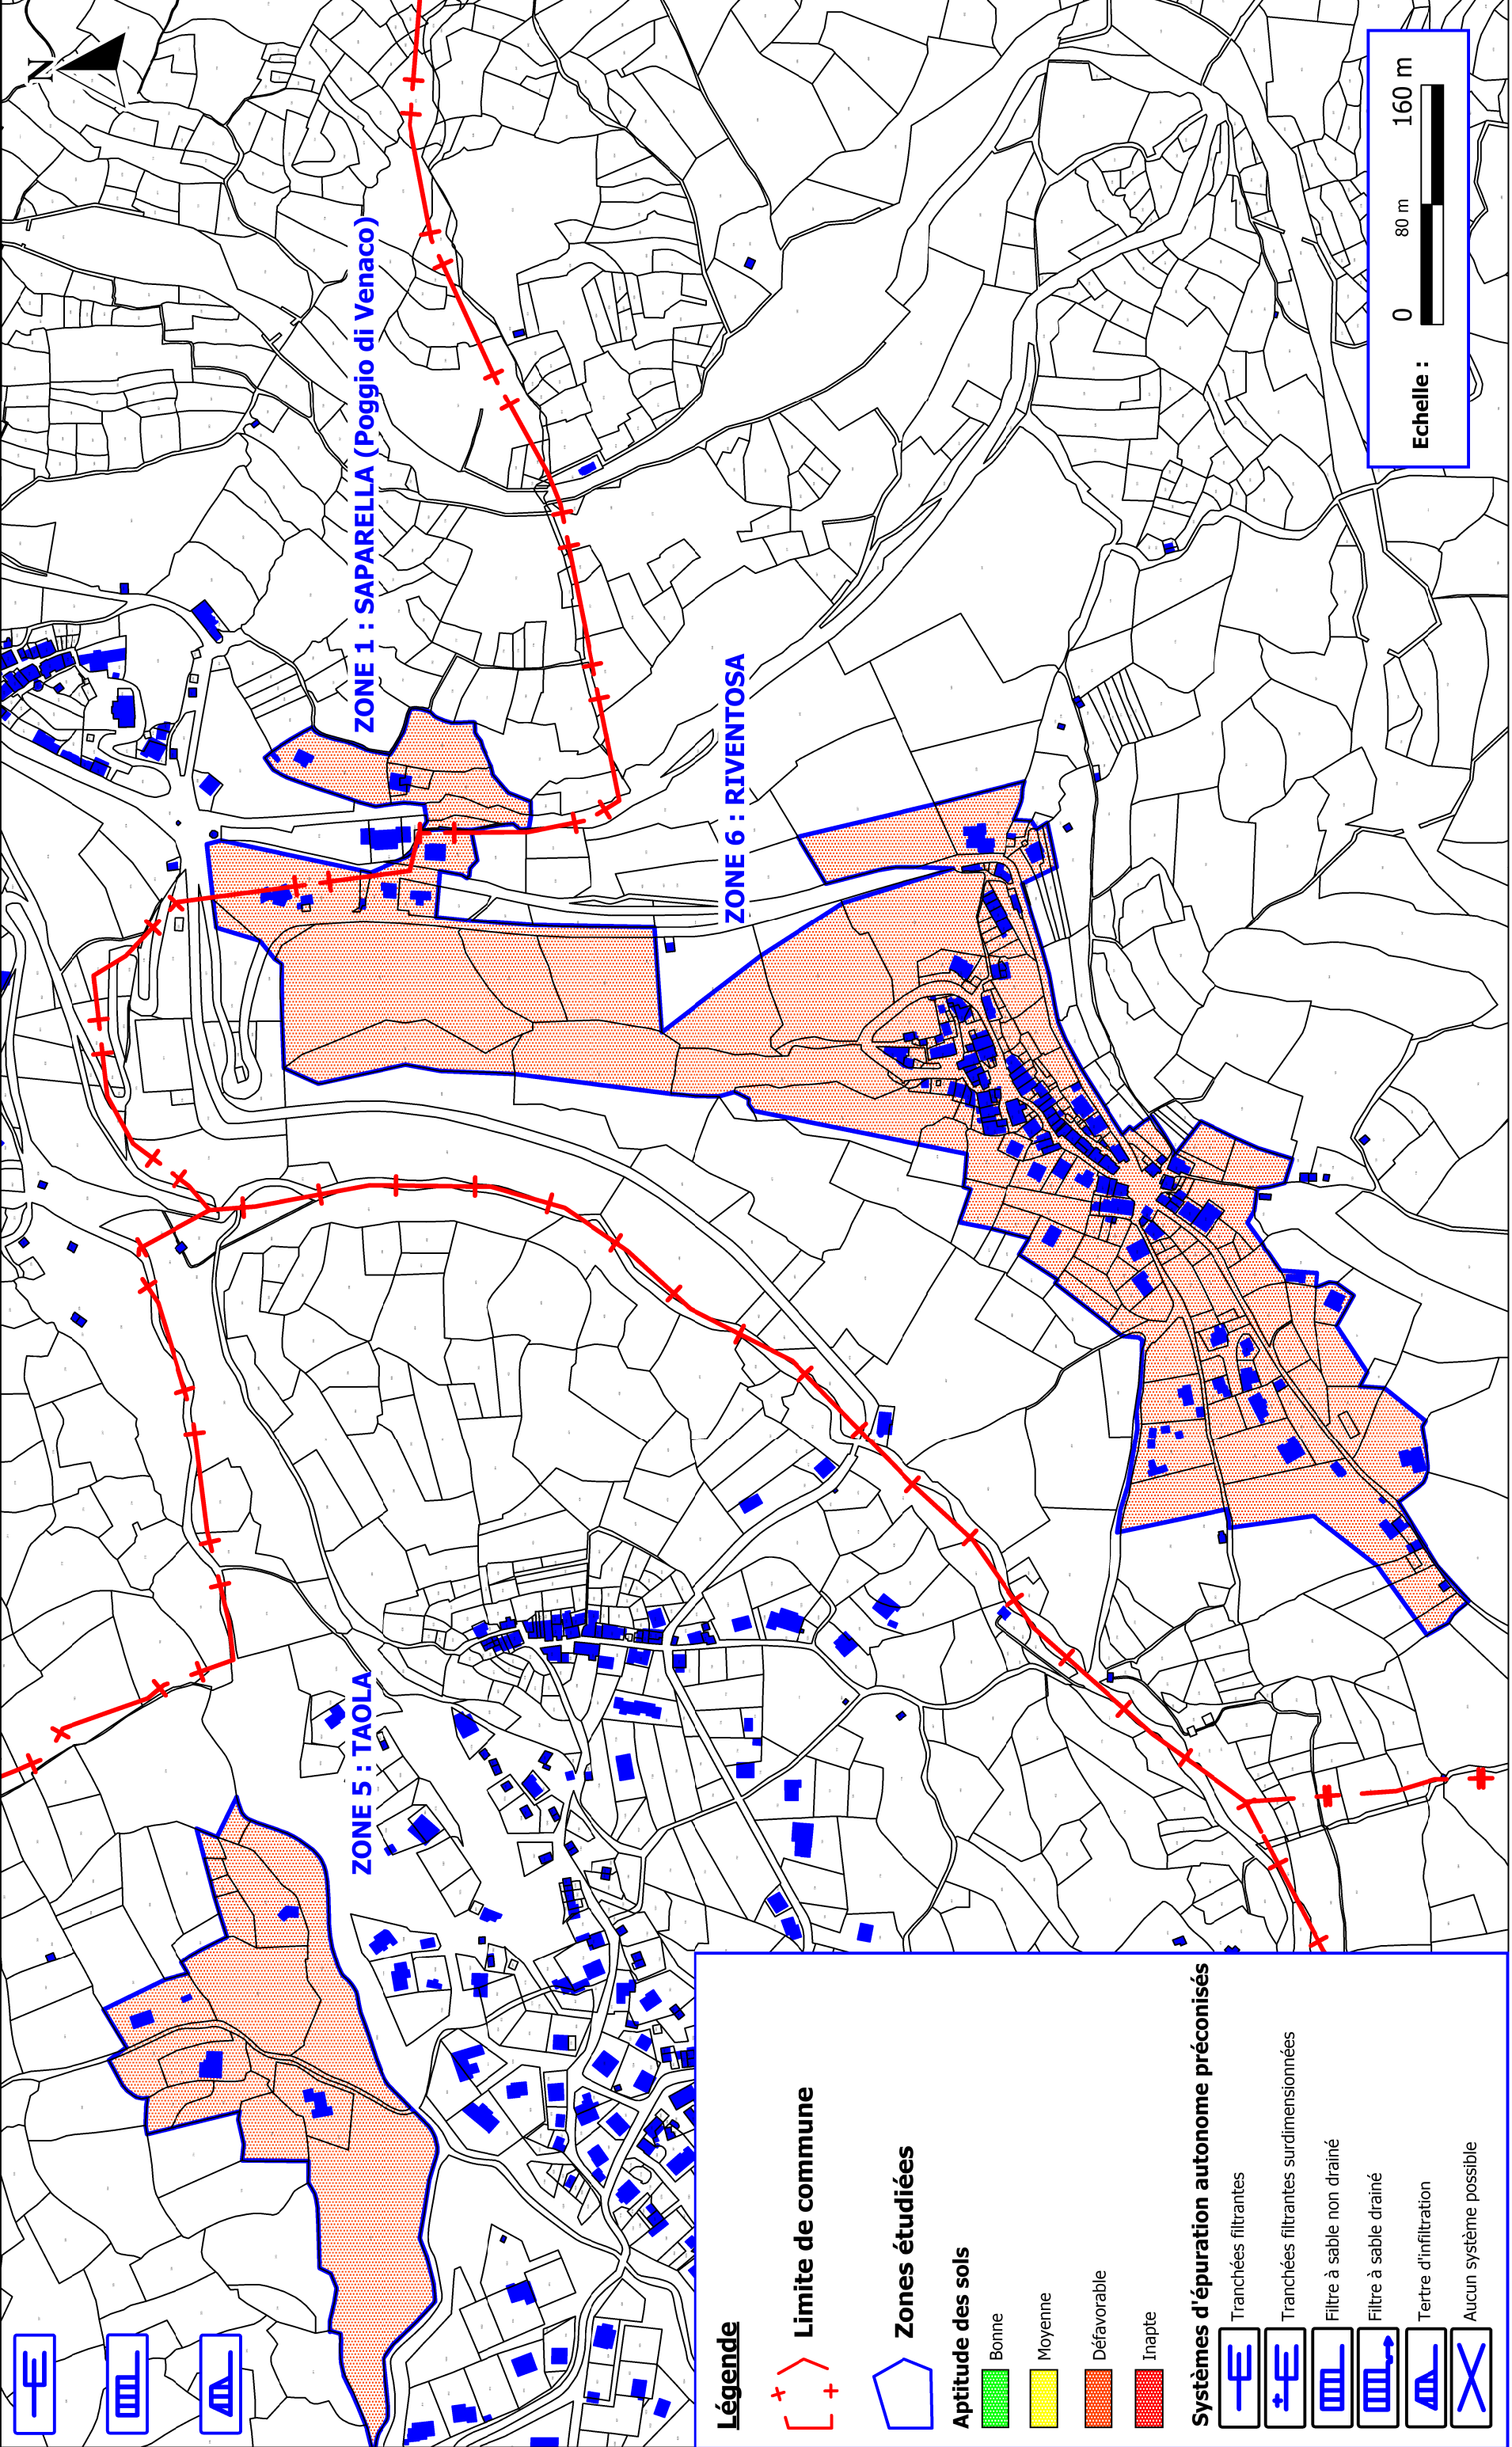 N
ZONE 1 : SAPARELLA (Poggio di Venaco)
ZONE 6 : RIVENTOSA
ZONE 5 : TAOLA
Echelle :
0
80 m
160 m
Légende
Limite de commune
Zones étudiées
Aptitude des sols
Bonne
Moyenne
Défavorable
Inapte
Systèmes d'épuration autonome préconisés
Tranchées filtrantes
Tranchées filtrantes surdimensionnées
Filtre à sable non drainé
Filtre à sable drainé
Tertre d'infiltration
Aucun système possible